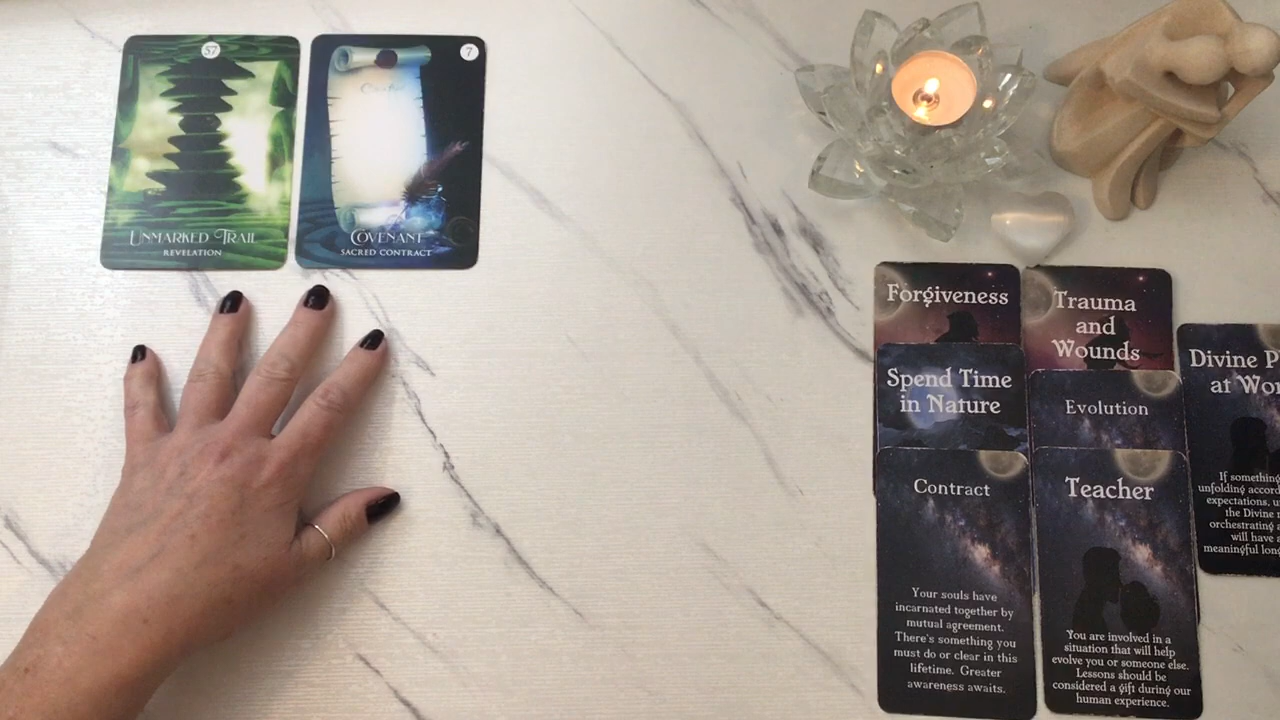 57
UNMARKED TRAIL
REVELATION
7
COVENANT
SACRED CONTRACT
Forgiveness
Trauma
and
Wounds
Spend Time
in Nature
Evolution
Divine
at
If something
unfolding
expectations,
the Divine
orchestrating
will have a
meaningful
Contract
Your souls have
incarnated together by
mutual agreement.
There's something you
must do or clear in this
lifetime. Greater
awareness awaits.
Teacher
You are involved in a
situation that will help
evolve you or someone else.
Lessons should be
considered a gift during our
human experience.